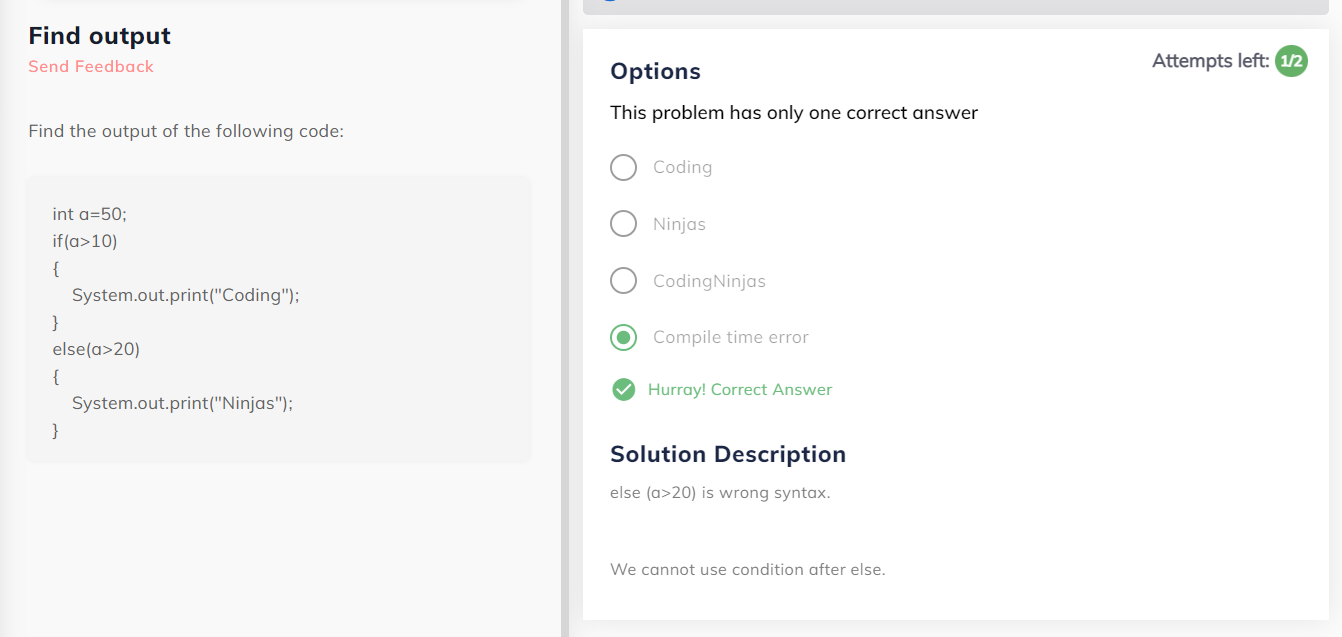 Find output
Send Feedback
Find the output of the following code:
int a=50;
if(a>10)
{
    System.out.print("Coding");
}
else(a>20)
{
    System.out.print("Ninjas");
}
Attempts left: 1/2
Options
This problem has only one correct answer
Coding
Ninjas
CodingNinjas
Compile time error
Hurray! Correct Answer
Solution Description
else (a>20) is wrong syntax.
We cannot use condition after else.